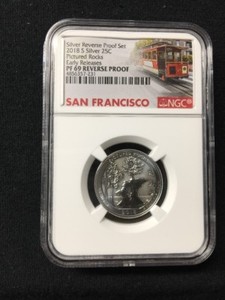 Silver Reverse Proof Set
2018 S Silver 25C
Pictured Rocks
Early Releases
PF 69 REVERSE PROOF
SAN FRANCISCO
NGC